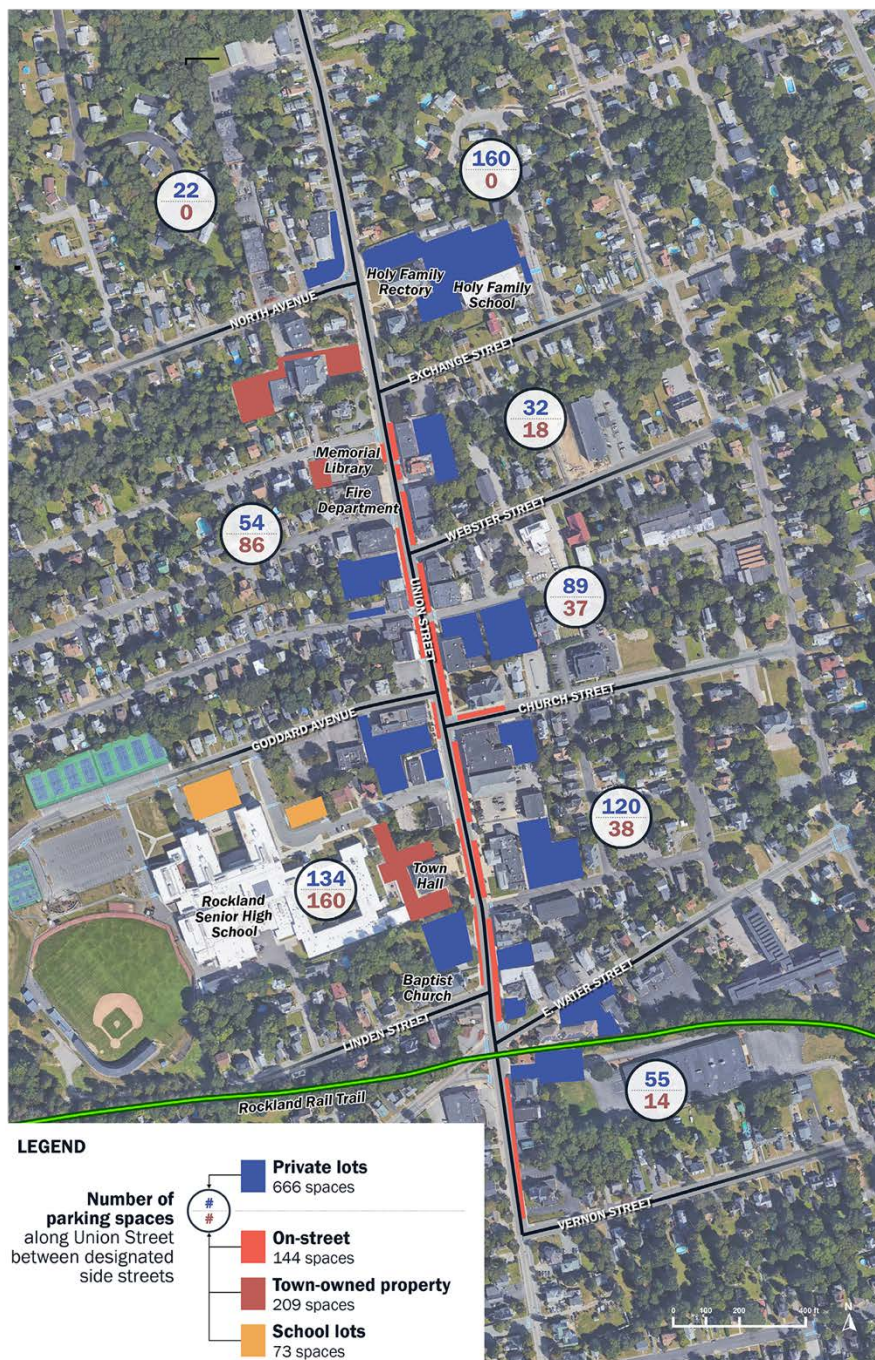 160
0
22
0
Holy Family
Rectory
Holy Family
School
NORTH AVENUE
EXCHANGE STREET
32
18
Memorial
Library
Fire
Department
WEBSTER STREET
54
86
UNION STREET
89
37
CHURCH STREET
GODDARD AVENUE
120
38
Town
Hall
134
160
Rockland
Senior High
School
Baptist
Church
E. WATER STREET
LINDEN STREET
55
14
Rockland Rail Trail
VERNON STREET
LEGEND
Number of
parking spaces
along Union Street
between designated
side streets
#
#
Private lots
666 spaces
On-street
144 spaces
Town-owned property
209 spaces
School lots
73 spaces
0 100 200 400 ft
N